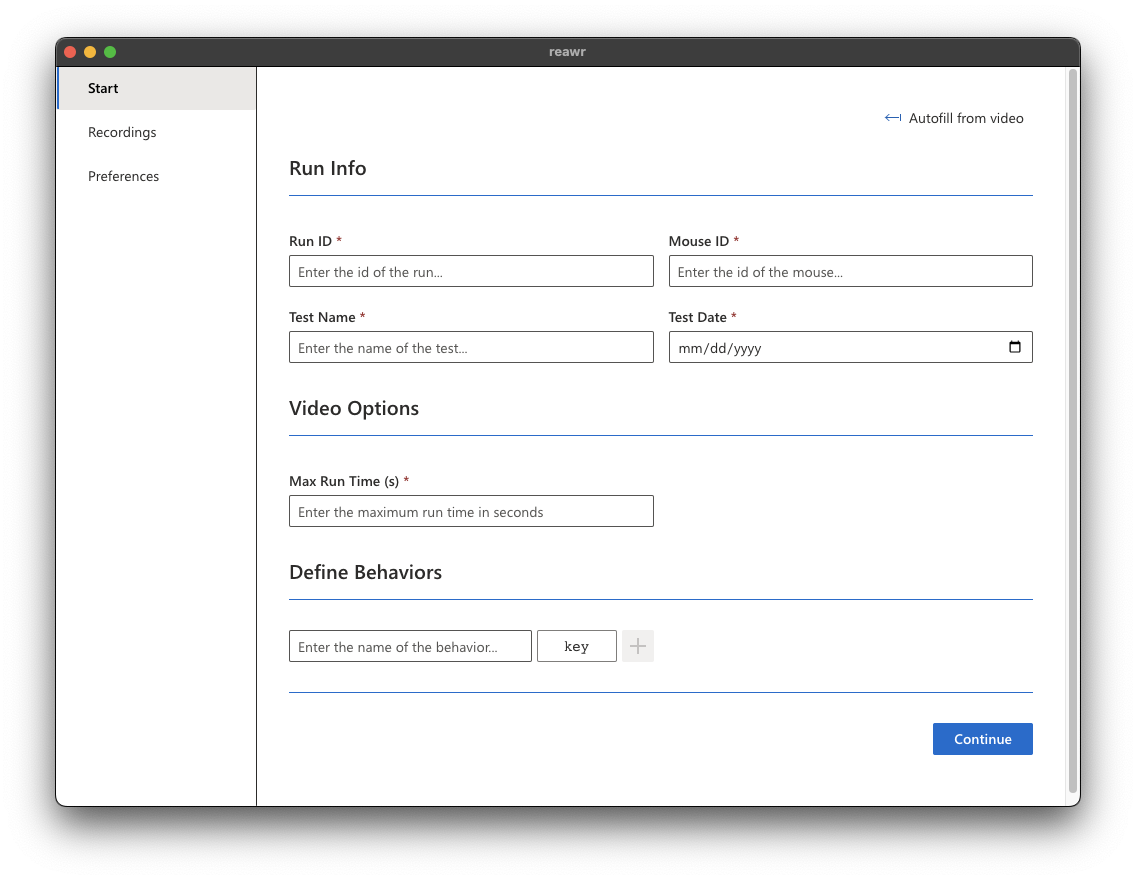 reawr
Start
Recordings
Preferences
Autofill from video
Run Info
Run ID *
Mouse ID *
Enter the id of the run...
Enter the id of the mouse...
Test Name *
Test Date *
Enter the name of the test...
mm/dd/yyyy
Video Options
Max Run Time (s) *
Enter the maximum run time in seconds
Define Behaviors
Enter the name of the behavior...
key
Continue